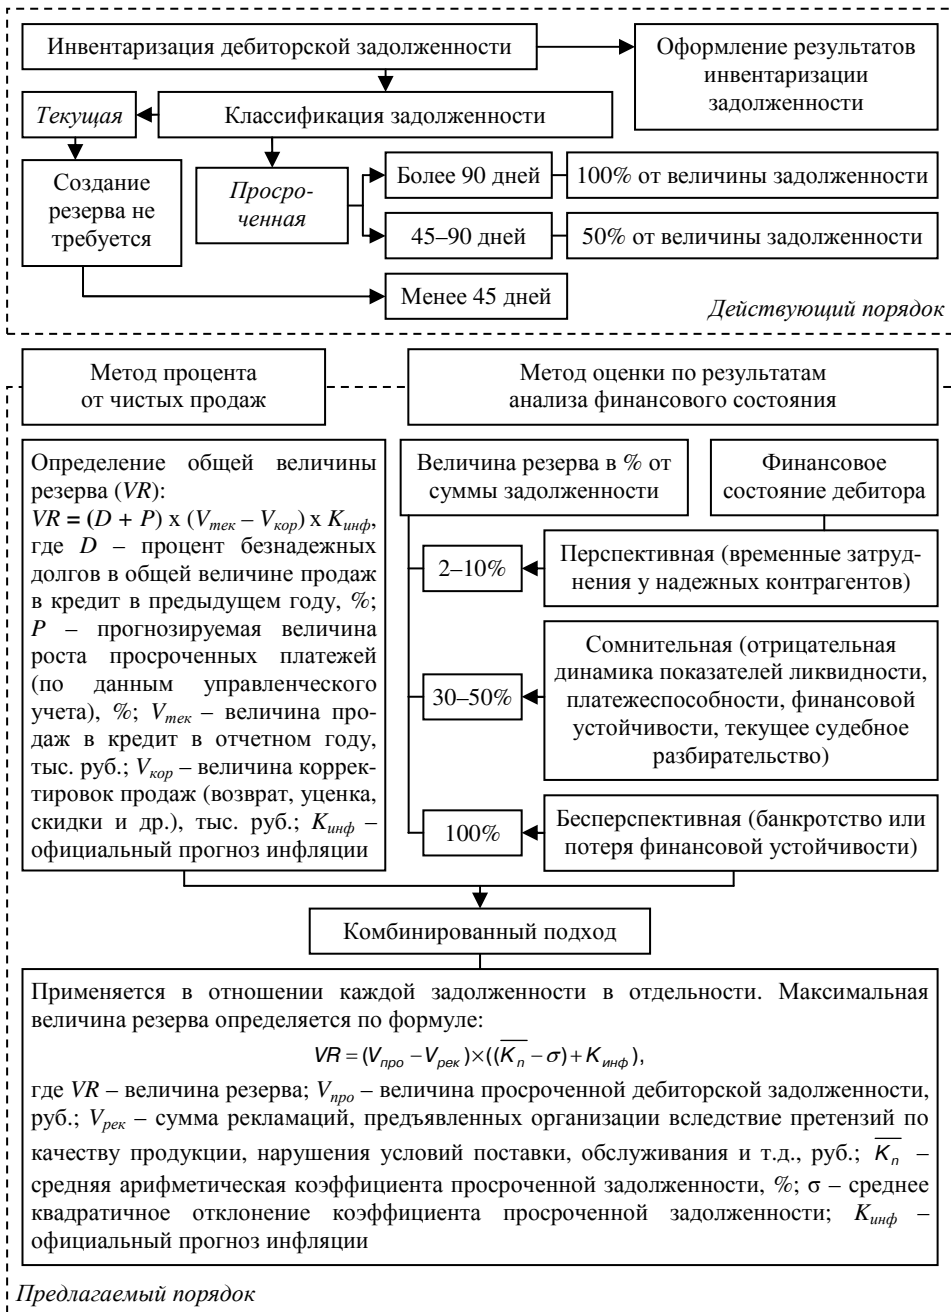 Инвентаризация дебиторской задолженности
Оформление результатов
инвентаризации
задолженности
Текущая
Классификация задолженности
Создание
резерва не
требуется
Просро-
ченная
Более 90 дней
100% от величины задолженности
45–90 дней
50% от величины задолженности
Менее 45 дней
Действующий порядок
Метод процента
от чистых продаж
Метод оценки по результатам
анализа финансового состояния
Определение общей величины
резерва (VR):
VR = (D + P) x (Vтек – Vкор) x Kинф,
где D – процент безнадежных
долгов в общей величине продаж
в кредит в предыдущем году, %;
P – прогнозируемая величина
роста просроченных платежей
(по данным управленческого
учета), %; Vтек – величина про-
даж в кредит в отчетном году,
тыс. руб.; Vкор – величина коррек-
тировок продаж (возврат, уценка,
скидки и др.), тыс. руб.; Kинф –
официальный прогноз инфляции
Величина резерва в % от
суммы задолженности
Финансовое
состояние дебитора
2–10%
Перспективная (временные затруд-
нения у надежных контрагентов)
30–50%
Сомнительная (отрицательная
динамика показателей ликвидности,
платежеспособности, финансовой
устойчивости, текущее судебное
разбирательство)
100%
Бесперспективная (банкротство или
потеря финансовой устойчивости)
Комбинированный подход
Применяется в отношении каждой задолженности в отдельности. Максимальная
величина резерва определяется по формуле:
VR = (Vпро – Vрек) × ((K̅n – σ) + Kинф),
где VR – величина резерва; Vпро – величина просроченной дебиторской задолженности,
руб.; Vрек – сумма рекламаций, предъявленных организации вследствие претензий по
качеству продукции, нарушения условий поставки, обслуживания и т.д., руб.; K̅n –
средняя арифметическая коэффициента просроченной задолженности, %; σ – среднее
квадратичное отклонение коэффициента просроченной задолженности; Kинф –
официальный прогноз инфляции
Предлагаемый порядок